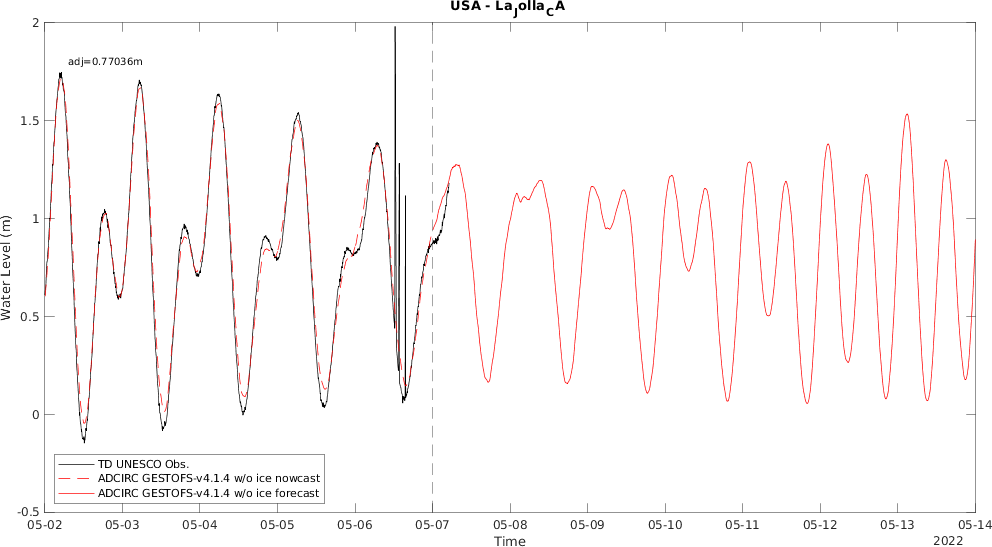 USA - LaJollaCA
adj=0.77036m
2
1.5
1
0.5
0
-0.5
Water Level (m)
TD UNESCO Obs.
ADCIRC GESTOFS-v4.1.4 w/o ice nowcast
ADCIRC GESTOFS-v4.1.4 w/o ice forecast
05-02 05-03 05-04 05-05 05-06 05-07 05-08 05-09 05-10 05-11 05-12 05-13 05-14
Time
2022